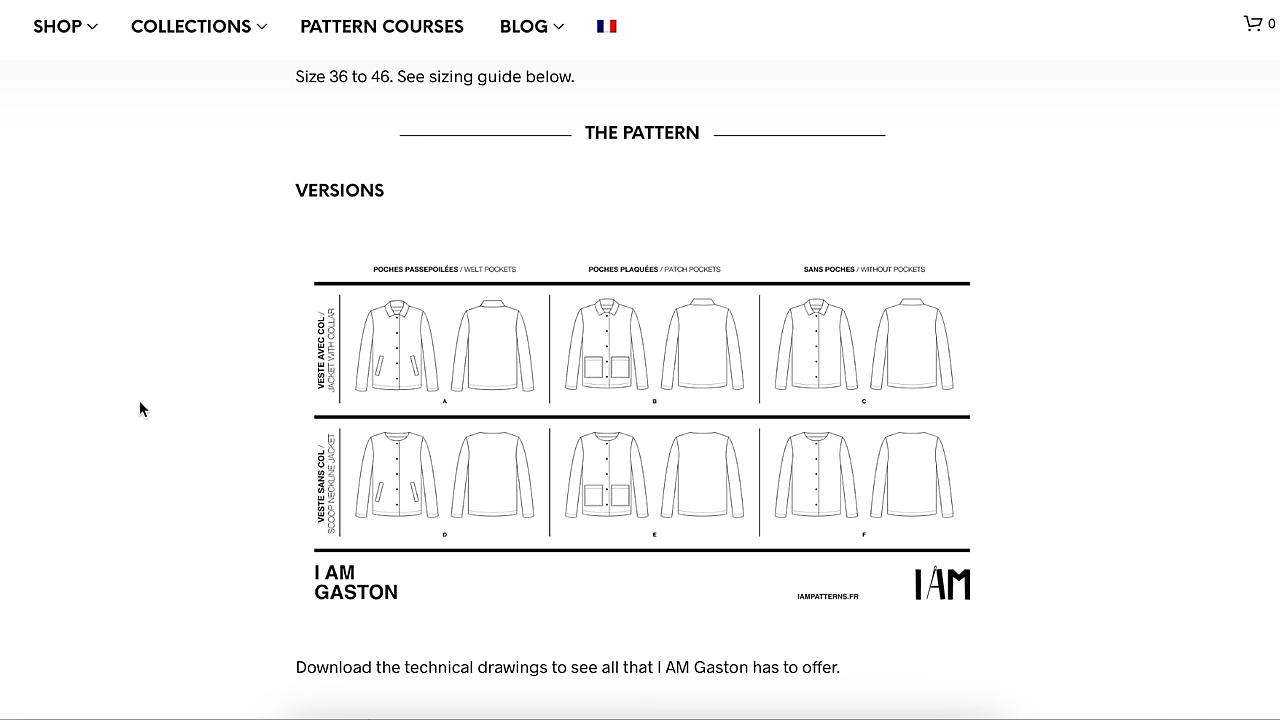 SHOP
COLLECTIONS
PATTERN COURSES
BLOG
0
Size 36 to 46. See sizing guide below.
THE PATTERN
VERSIONS
POCHES PASSEPOILÉES / WELT POCKETS
POCHES PLAQUÉES / PATCH POCKETS
SANS POCHES / WITHOUT POCKETS
VESTE AVEC COL /
JACKET WITH COLLAR
A
B
C
VESTE SANS COL /
SCOOP NECKLINE JACKET
D
E
F
I AM
GASTON
IAMPATTERNS.FR
I AM
Download the technical drawings to see all that I AM Gaston has to offer.